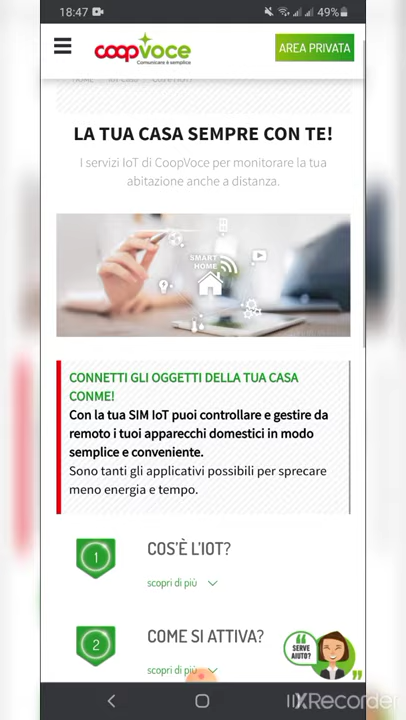 18:47
49%
coopvoce
Comunicare è semplice
AREA PRIVATA
HOME
LA TUA CASA SEMPRE CON TE!
I servizi IoT di CoopVoce per monitorare la tua
abitazione anche a distanza.
SMART
HOME
CONNETTI GLI OGGETTI DELLA TUA CASA
CONME!
Con la tua SIM IoT puoi controllare e gestire da
remoto i tuoi apparecchi domestici in modo
semplice e conveniente.
Sono tanti gli applicativi possibili per sprecare
meno energia e tempo.
1
COS'È L'IOT?
scopri di più
2
COME SI ATTIVA?
scopri di più
SERVE
AIUTO?
XRecorder